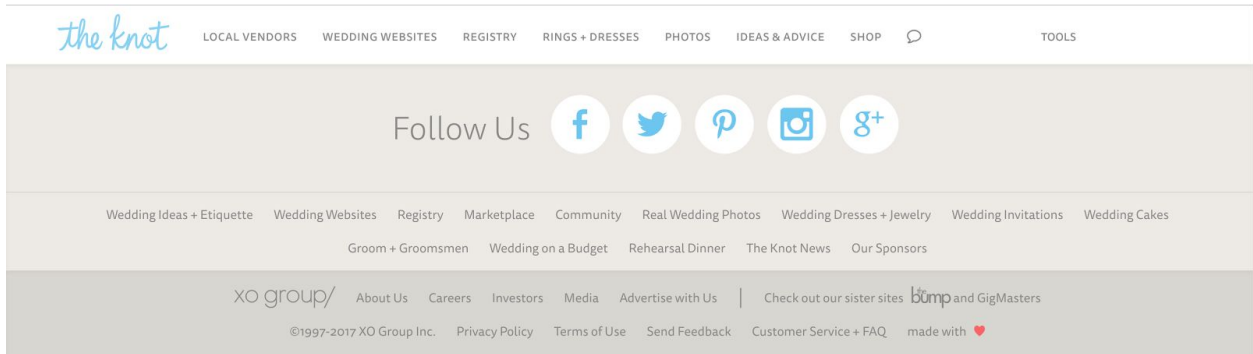 the knot LOCAL VENDORS WEDDING WEBSITES REGISTRY RINGS + DRESSES PHOTOS IDEAS & ADVICE SHOP TOOLS
Follow Us f g+
Wedding Ideas + Etiquette Wedding Websites Registry Marketplace Community Real Wedding Photos Wedding Dresses + Jewelry Wedding Invitations Wedding Cakes
Groom + Groomsmen Wedding on a Budget Rehearsal Dinner The Knot News Our Sponsors
xo group/ About Us Careers Investors Media Advertise with Us | Check out our sister sites the bump and GigMasters
©1997-2017 XO Group Inc. Privacy Policy Terms of Use Send Feedback Customer Service + FAQ made with ♥